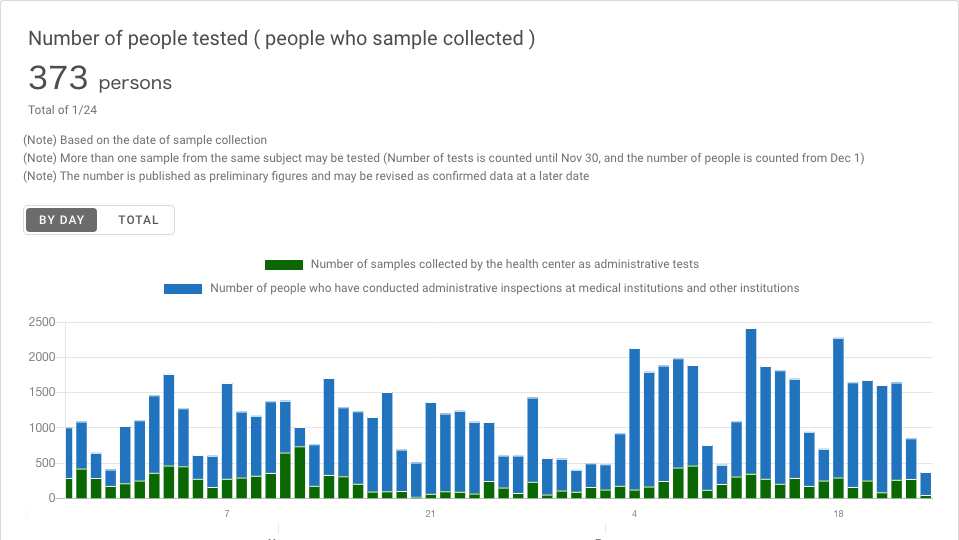 Number of people tested ( people who sample collected )
373 persons
Total of 1/24
(Note) Based on the date of sample collection
(Note) More than one sample from the same subject may be tested (Number of tests is counted until Nov 30, and the number of people is counted from Dec 1)
(Note) The number is published as preliminary figures and may be revised as confirmed data at a later date
BY DAY TOTAL
Number of samples collected by the health center as administrative tests
Number of people who have conducted administrative inspections at medical institutions and other institutions
2500
2000
1500
1000
500
0
7 21 4 18